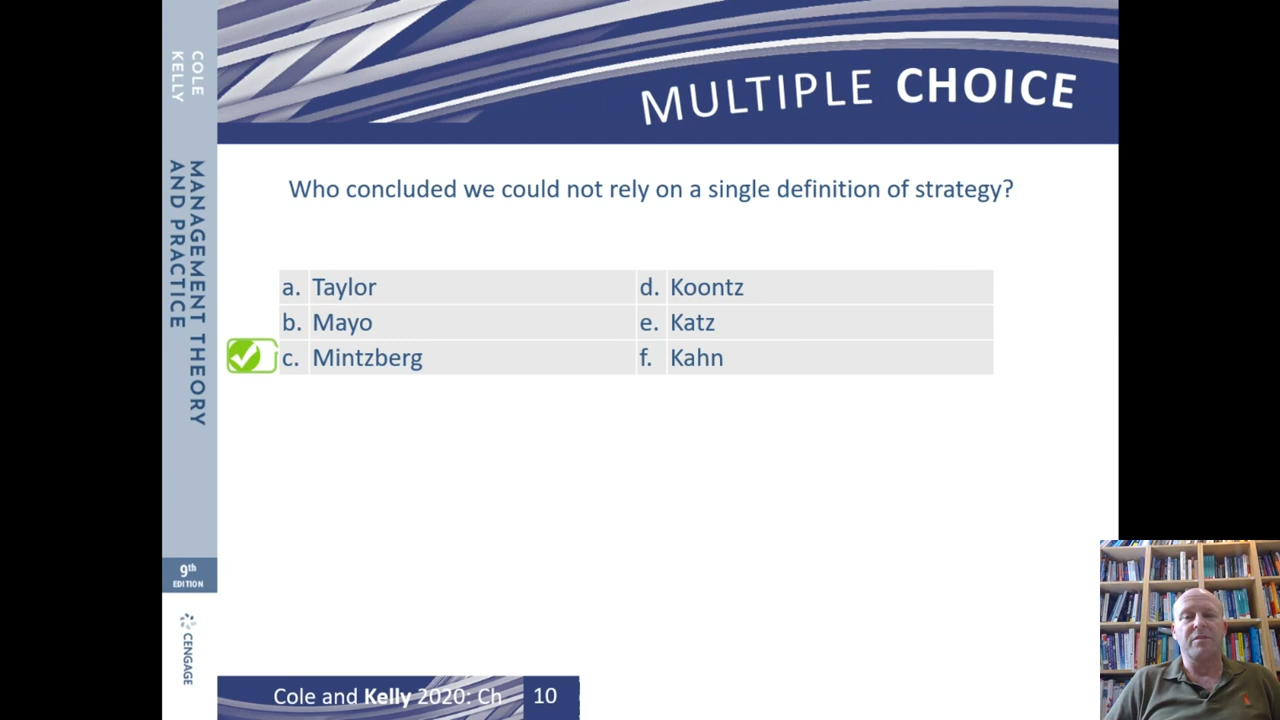 COLE
KELLY
MANAGEMENT THEORY
AND PRACTICE
9th
EDITION
CENGAGE
MULTIPLE CHOICE
Who concluded we could not rely on a single definition of strategy?
a. Taylor
b. Mayo
c. Mintzberg
d. Koontz
e. Katz
f. Kahn
Cole and Kelly 2020: Ch 10